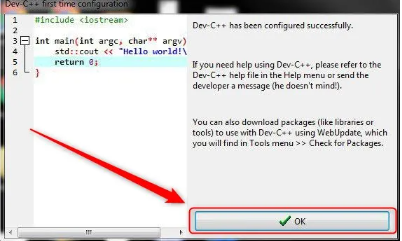 Dev-C++ first time configuration
1 #include <iostream>
2
3 int main(int argc, char** argv)
4 std::cout << "Hello world!\
5 return 0;
6 }
Dev-C++ has been configured successfully.
If you need help using Dev-C++, please refer to the
Dev-C++ help file in the Help menu or send the
developer a message (he doesn't mind!).
You can also download packages (like libraries or
tools) to use with Dev-C++ using WebUpdate, which
you will find in Tools menu >> Check for Packages.
OK